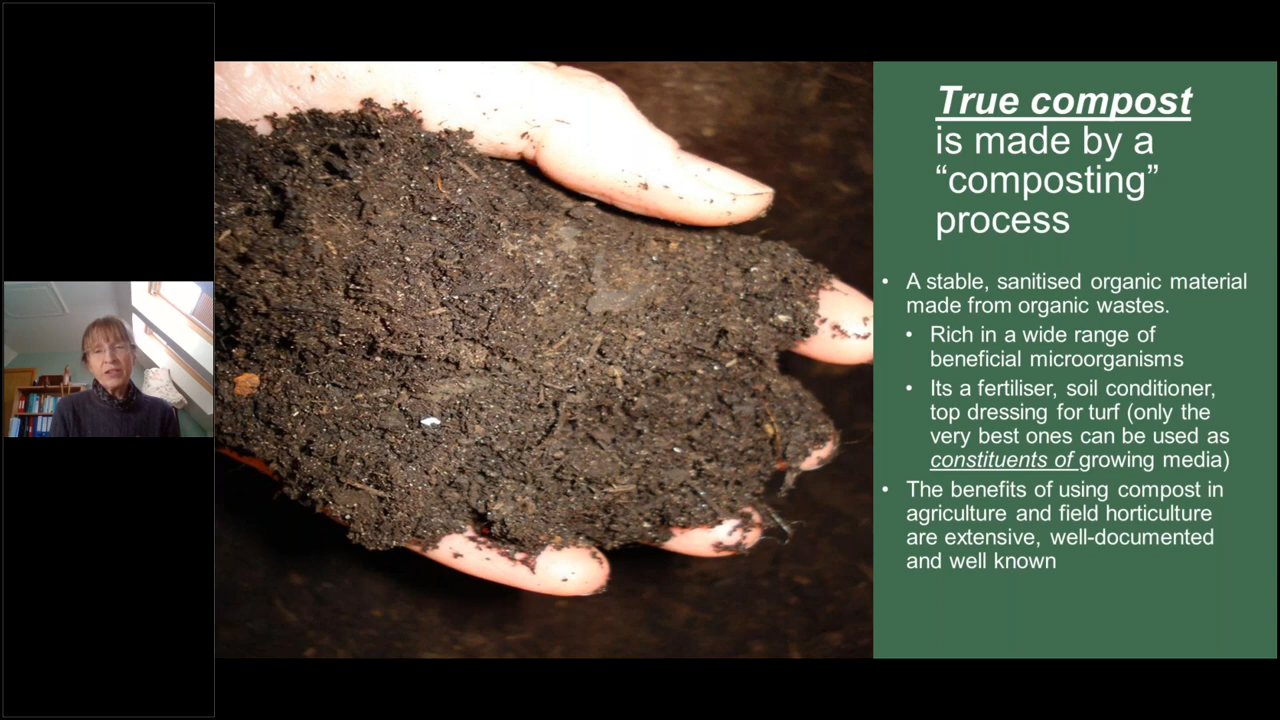 True compost
is made by a
“composting”
process
• A stable, sanitised organic material
made from organic wastes.
• Rich in a wide range of
beneficial microorganisms
• Its a fertiliser, soil conditioner,
top dressing for turf (only the
very best ones can be used as
constituents of growing media)
• The benefits of using compost in
agriculture and field horticulture
are extensive, well-documented
and well known